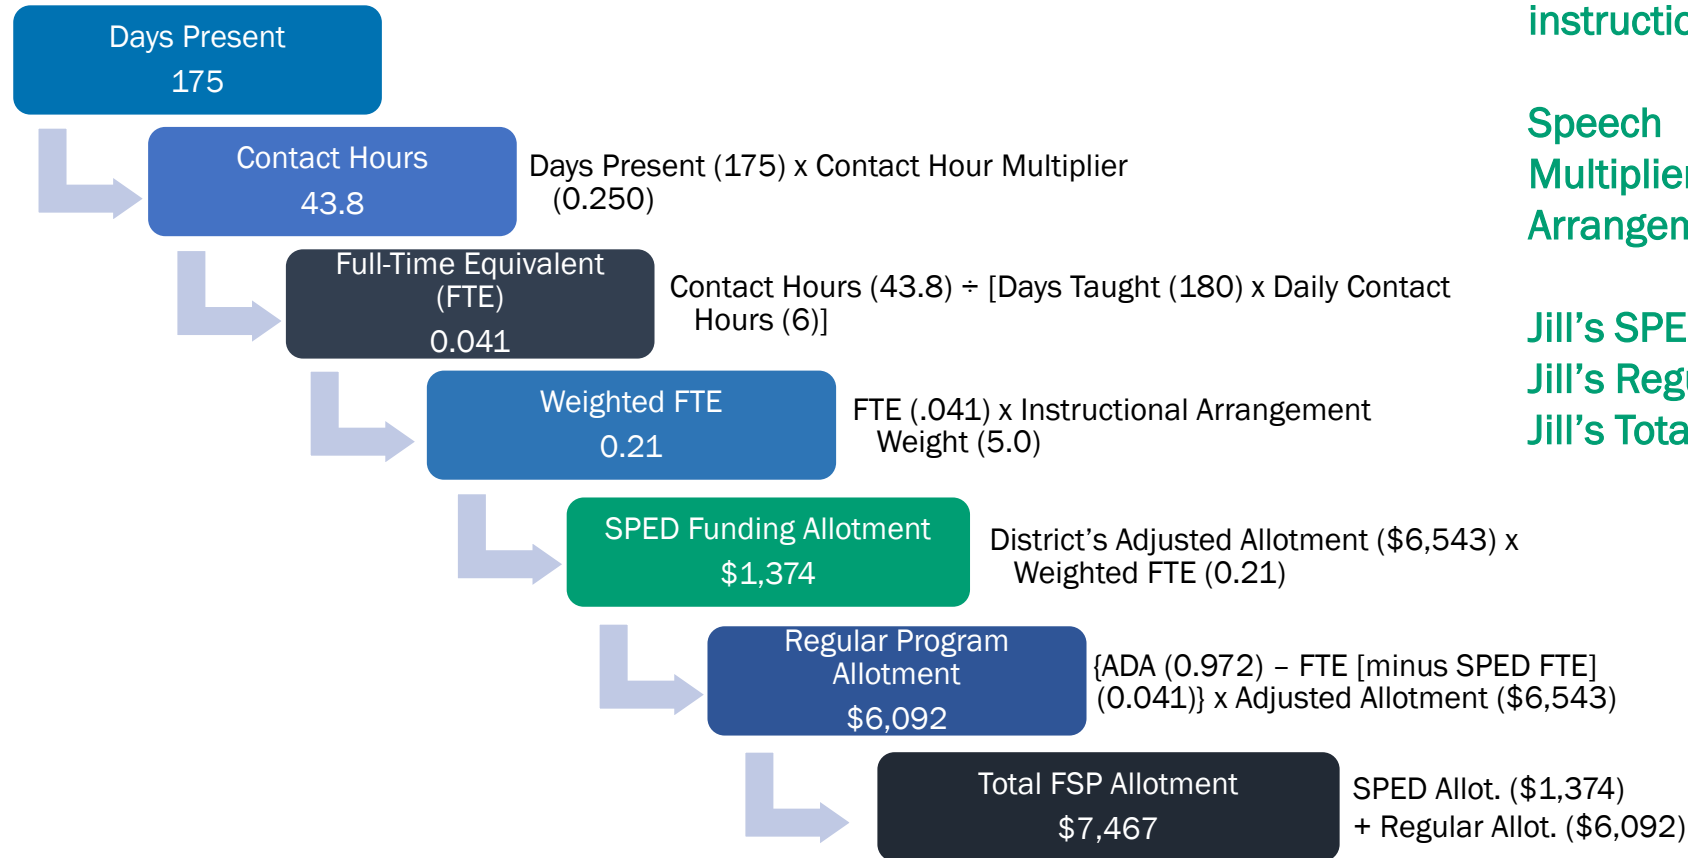 Days Present
175
Contact Hours
43.8
Days Present (175) x Contact Hour Multiplier
(0.250)
Full-Time Equivalent
(FTE)
0.041
Contact Hours (43.8) ÷ [Days Taught (180) x Daily Contact
Hours (6)]
Weighted FTE
0.21
FTE (.041) x Instructional Arrangement
Weight (5.0)
SPED Funding Allotment
$1,374
District’s Adjusted Allotment ($6,543) x
Weighted FTE (0.21)
Regular Program
Allotment
$6,092
{ADA (0.972) – FTE [minus SPED FTE]
(0.041)} x Adjusted Allotment ($6,543)
Total FSP Allotment
$7,467
SPED Allot. ($1,374)
+ Regular Allot. ($6,092)
Speech
Jill’s
Jill’s
Jill’s